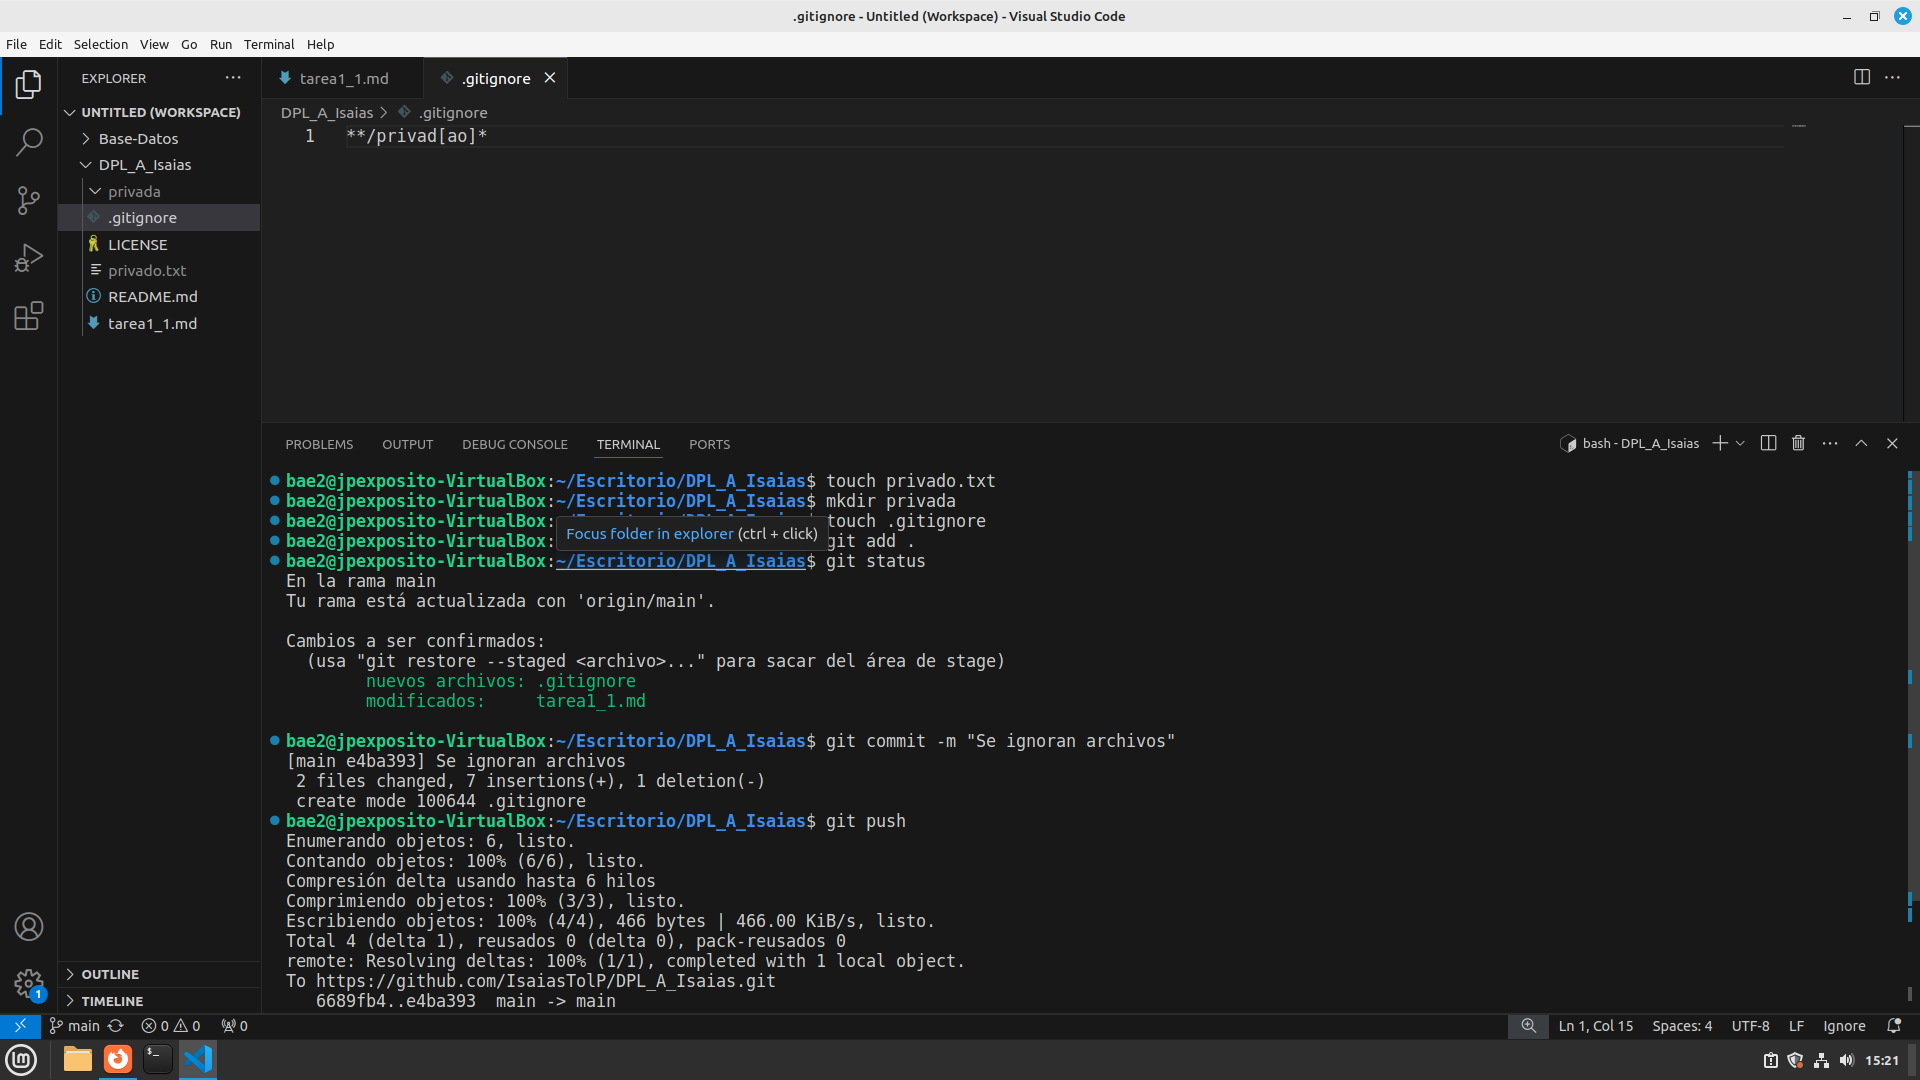 .gitignore - Untitled (Workspace) - Visual Studio Code
File Edit Selection View Go Run Terminal Help
EXPLORER
UNTITLED (WORKSPACE)
Base-Datos
DPL_A_Isaias
privada
.gitignore
LICENSE
privado.txt
README.md
tarea1_1.md
OUTLINE
TIMELINE
1
tarea1_1.md .gitignore
DPL_A_Isaias > .gitignore
1 **/privad[ao]*
PROBLEMS OUTPUT DEBUG CONSOLE TERMINAL PORTS
bash - DPL_A_Isaias
bae2@jpexposito-VirtualBox:~/Escritorio/DPL_A_Isaias$ touch privado.txt
bae2@jpexposito-VirtualBox:~/Escritorio/DPL_A_Isaias$ mkdir privada
bae2@jpexposito-VirtualBox: touch .gitignore
Focus folder in explorer (ctrl + click)
bae2@jpexposito-VirtualBox: git add .
bae2@jpexposito-VirtualBox:~/Escritorio/DPL_A_Isaias$ git status
En la rama main
Tu rama está actualizada con 'origin/main'.
Cambios a ser confirmados:
(usa "git restore --staged <archivo>..." para sacar del área de stage)
nuevos archivos: .gitignore
modificados: tarea1_1.md
bae2@jpexposito-VirtualBox:~/Escritorio/DPL_A_Isaias$ git commit -m "Se ignoran archivos"
[main e4ba393] Se ignoran archivos
2 files changed, 7 insertions(+), 1 deletion(-)
create mode 100644 .gitignore
bae2@jpexposito-VirtualBox:~/Escritorio/DPL_A_Isaias$ git push
Enumerando objetos: 6, listo.
Contando objetos: 100% (6/6), listo.
Compresión delta usando hasta 6 hilos
Comprimiendo objetos: 100% (3/3), listo.
Escribiendo objetos: 100% (4/4), 466 bytes | 466.00 KiB/s, listo.
Total 4 (delta 1), reusados 0 (delta 0), pack-reusados 0
remote: Resolving deltas: 100% (1/1), completed with 1 local object.
To https://github.com/IsaiasTolP/DPL_A_Isaias.git
6689fb4..e4ba393 main -> main
main 0 0 0 Ln 1, Col 15 Spaces: 4 UTF-8 LF Ignore
15:21